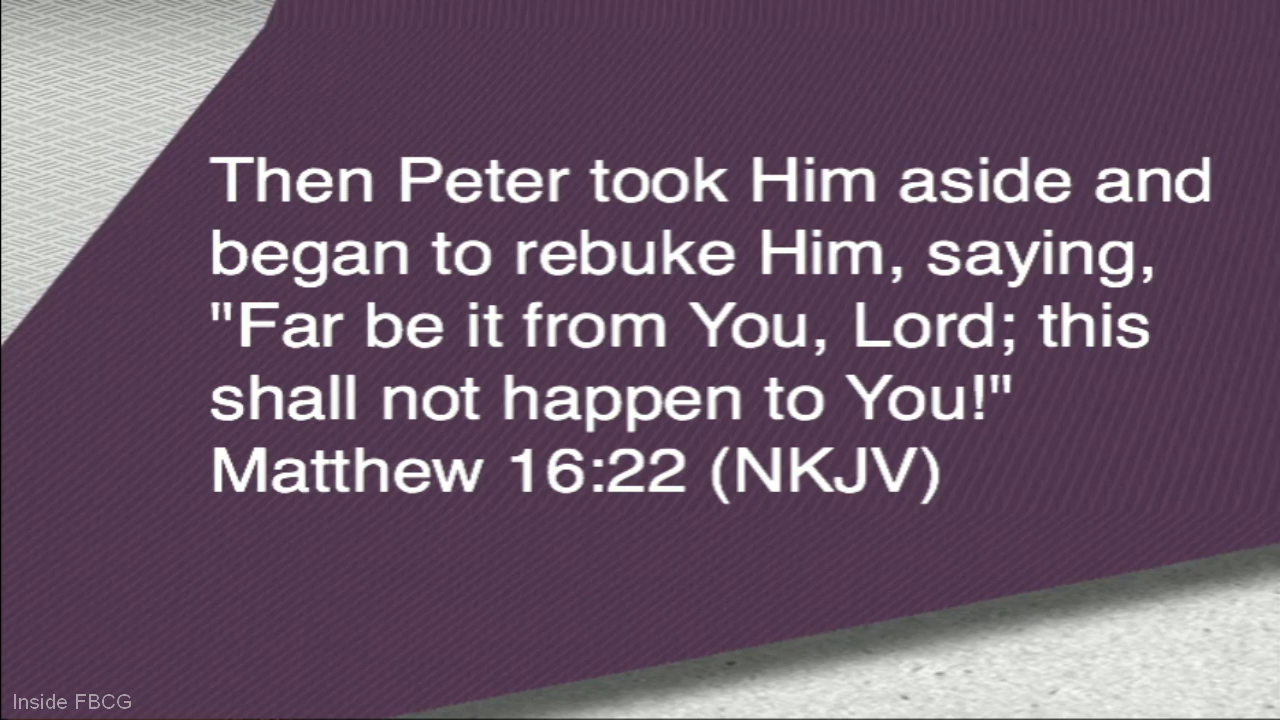 Then Peter took Him aside and
began to rebuke Him, saying,
"Far be it from You, Lord; this
shall not happen to You!"
Matthew 16:22 (NKJV)
Inside FBCG